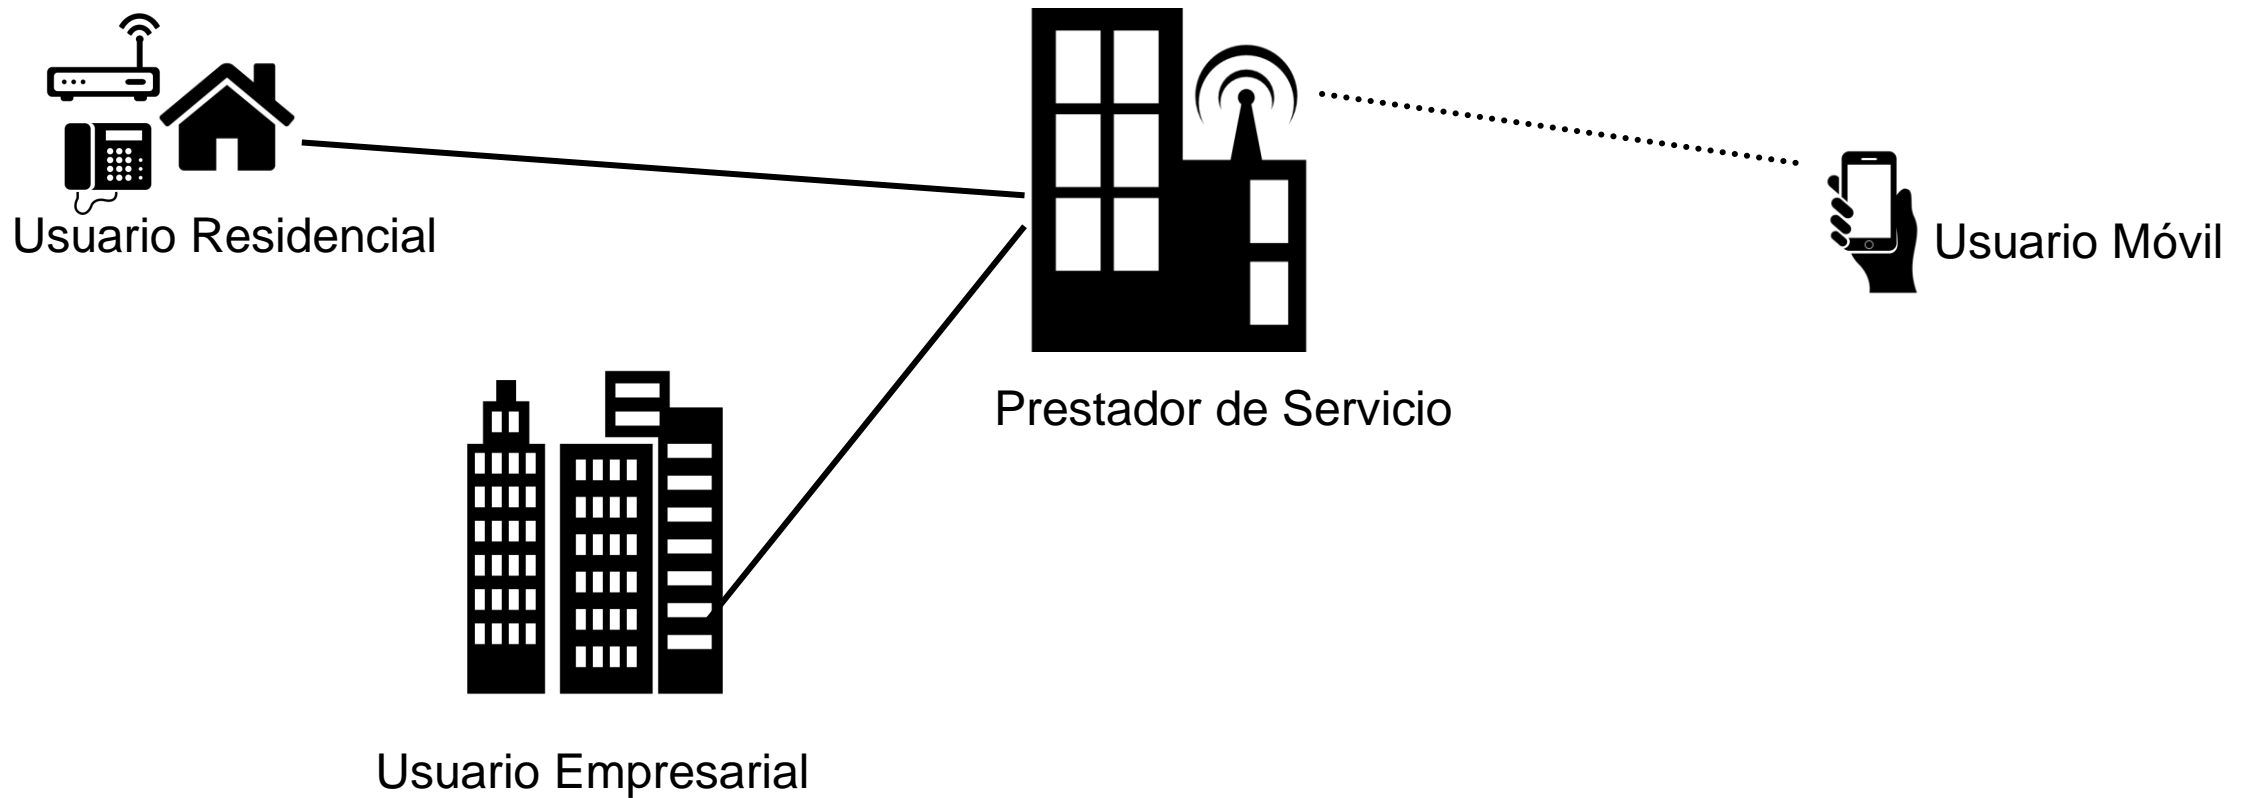 Usuario Residencial
Usuario Móvil
Prestador de Servicio
Usuario Empresarial